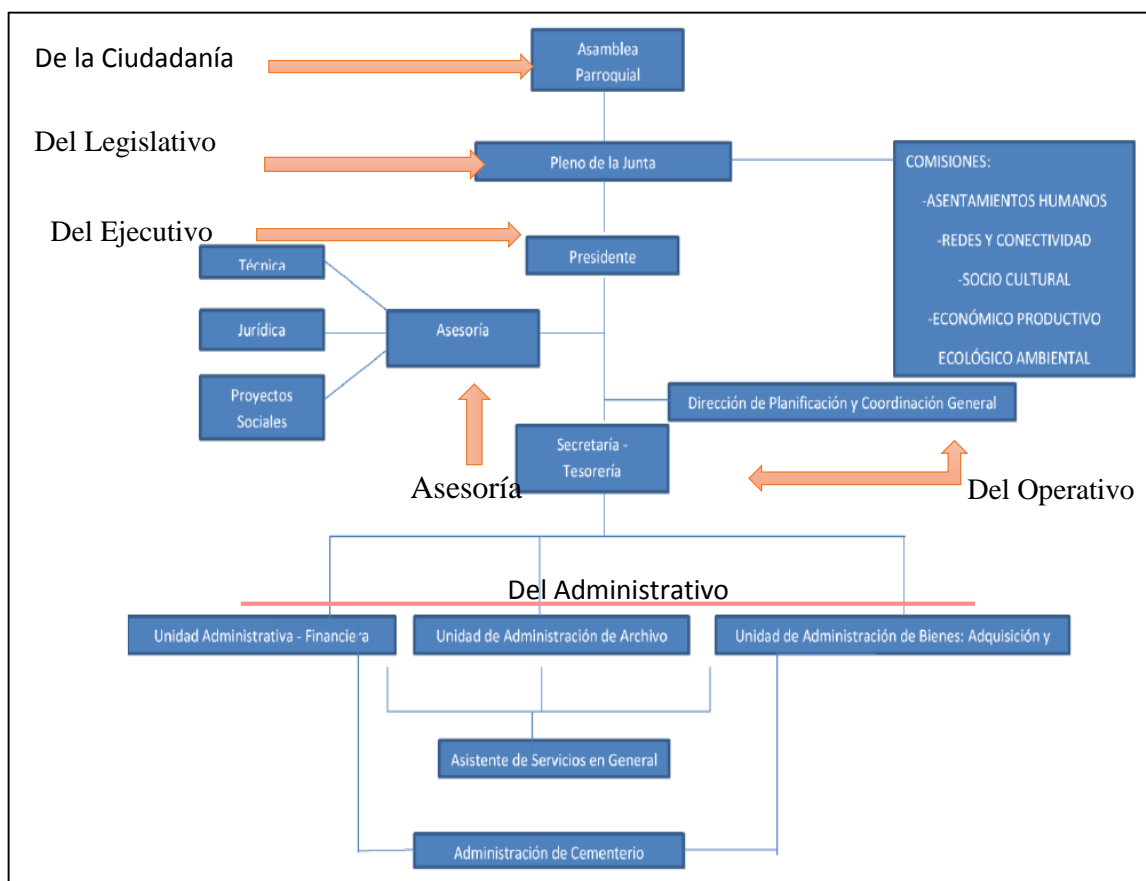 De la Ciudadanía
Asamblea
Parroquial
Del Legislativo
Pleno de la Junta
COMISIONES:
-ASENTAMIENTOS HUMANOS
-REDES Y CONECTIVIDAD
-SOCIO CULTURAL
-ECONÓMICO PRODUCTIVO
ECOLÓGICO AMBIENTAL
Del Ejecutivo
Presidente
Técnica
Jurídica
Proyectos
Sociales
Asesoría
Dirección de Planificación y Coordinación General
Secretaría -
Tesorería
Asesoría
Del Operativo
Del Administrativo
Unidad Administrativa - Financiera
Unidad de Administración de Archivo
Unidad de Administración de Bienes: Adquisición y
Asistente de Servicios en General
Administración de Cementerio